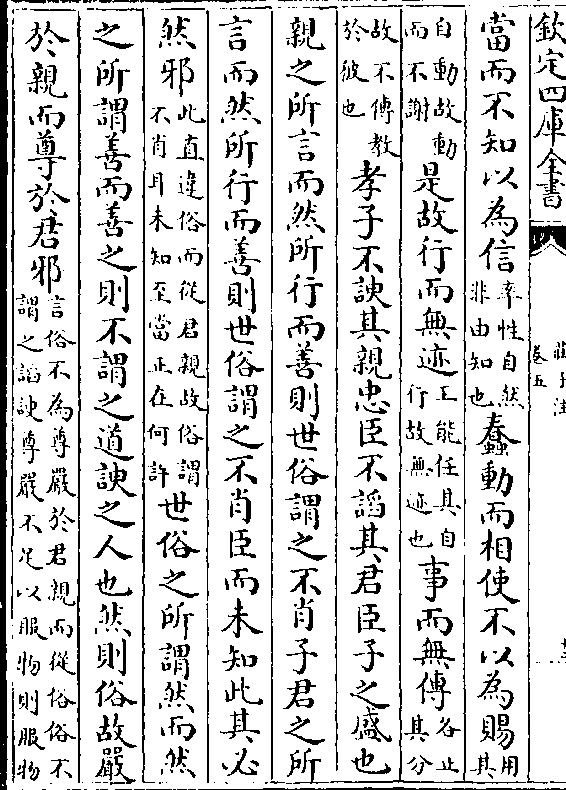 欽定四庫全書
莊子注
卷五
當而不知以為信率性自然非由知也蠢動而相使不以為賜用其
自動故動而不謝是故行而無迹王能任其自行故無迹也事而無傳各止其分
故不傳教於彼也孝子不諛其親忠臣不諂其君臣子之盛也
親之所言而然所行而善則世俗謂之不肖子君之所
言而然所行而善則世俗謂之不肖臣而未知此其必
然邪此直違俗而從君親故俗謂不肖耳未知至當正在何許世俗之所謂然而然
之所謂善而善之則不謂之道諛之人也然則俗故嚴
於親而尊於君邪言俗不為尊嚴於君親而從俗俗不謂之諂諛尊嚴不足以服物則服物